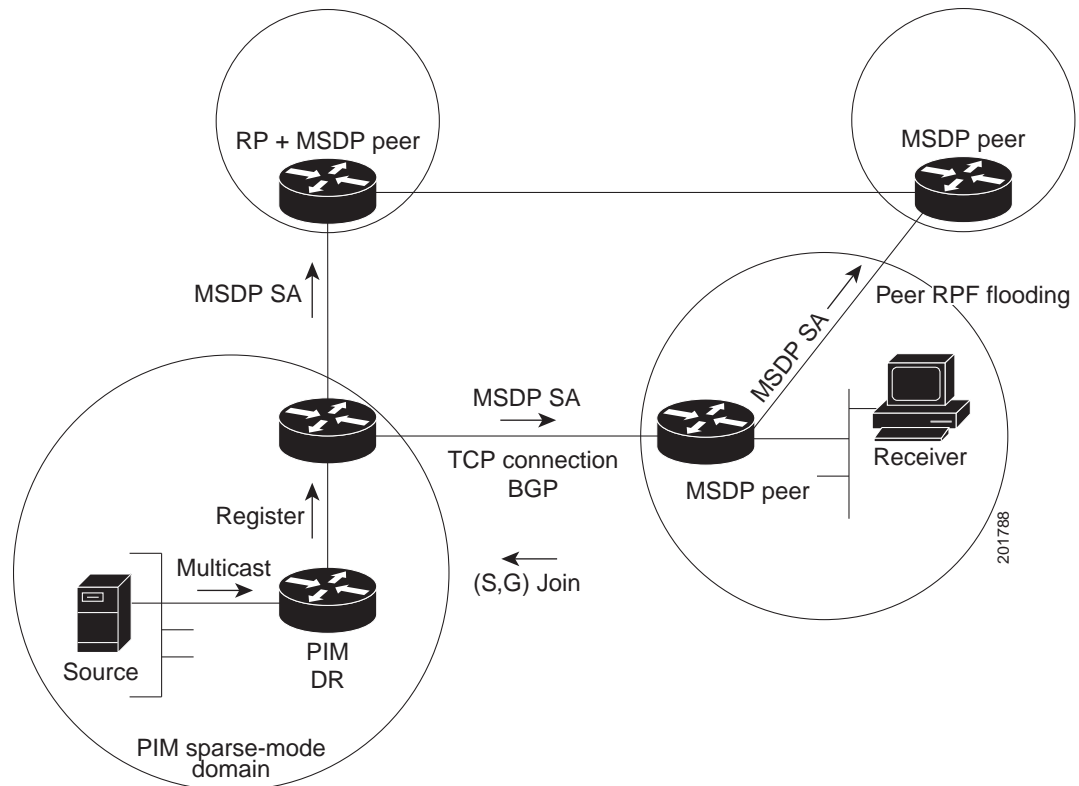 RP + MSDP peer
MSDP peer
MSDP SA
MSDP SA
Peer RPF flooding
MSDP SA
TCP connection
BGP
MSDP peer
Receiver
Register
Multicast
(S,G) Join
Source
PIM
DR
PIM sparse-mode
domain
201788